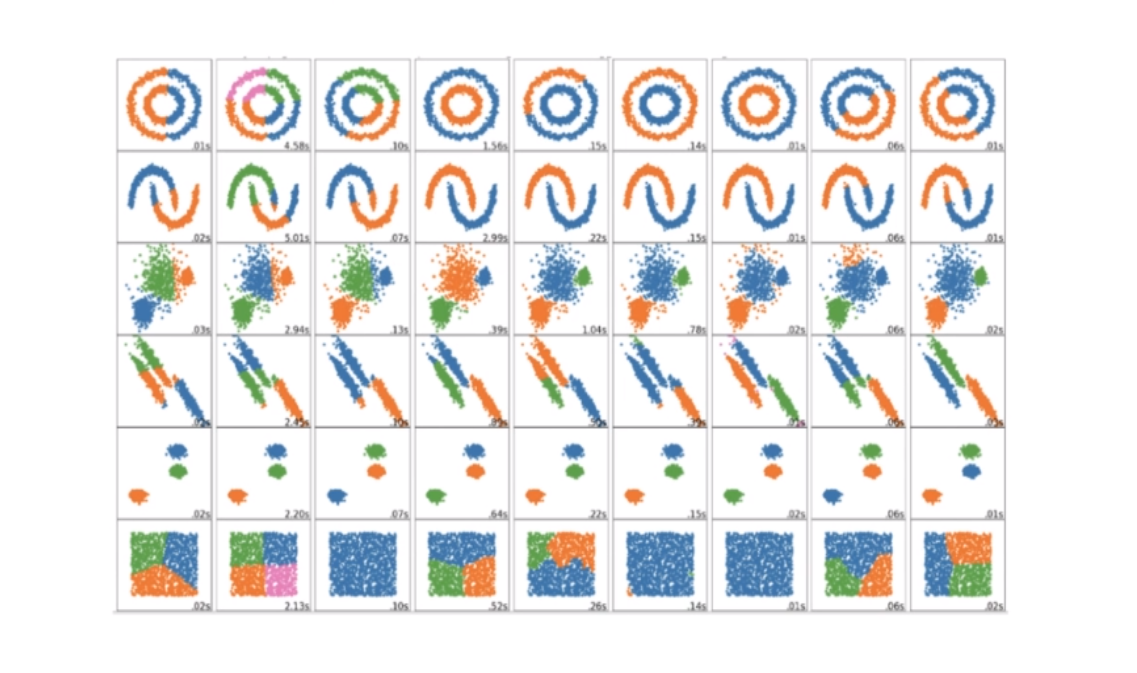 .01s 4.58s .10s 1.56s .15s .14s .01s .06s .01s
.02s 5.01s .07s 2.99s .22s .15s .01s .06s .01s
.03s 2.94s .13s .39s 1.04s .78s .02s .06s .02s
.02s 2.20s .07s .64s .22s .15s .02s .06s .01s
.02s 2.13s .10s .52s .26s .14s .01s .06s .02s